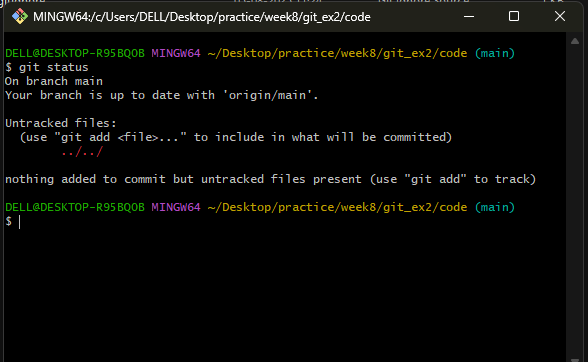 MINGW64:/c/Users/DELL/Desktop/practice/week8/git_ex2/code
DELL@DESKTOP-R95BQOB MINGW64 ~/Desktop/practice/week8/git_ex2/code (main)
$ git status
On branch main
Your branch is up to date with 'origin/main'.
Untracked files:
(use "git add <file>..." to include in what will be committed)
../../
nothing added to commit but untracked files present (use "git add" to track)
DELL@DESKTOP-R95BQOB MINGW64 ~/Desktop/practice/week8/git_ex2/code (main)
$